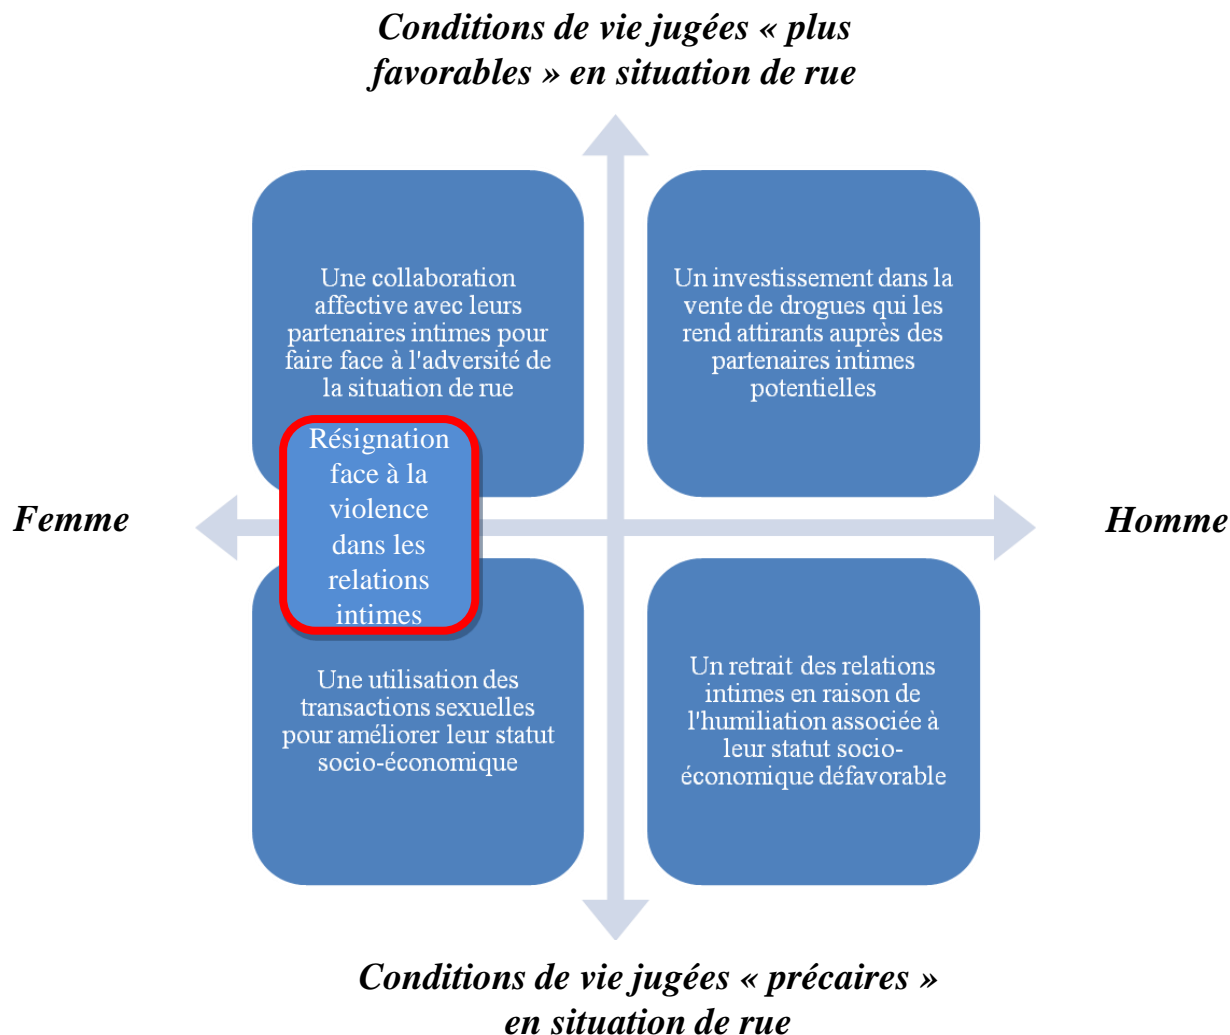 Conditions de vie jugées « plus
favorables » en situation de rue
Une collaboration
affective avec leurs
partenaires intimes pour
faire face à l'adversité de
la situation de rue
Un investissement dans la
vente de drogues qui les
rend attirants auprès des
partenaires intimes
potentielles
Résignation
face à la
violence
dans les
relations
intimes
Femme
Homme
Une utilisation des
transactions sexuelles
pour améliorer leur statut
socio-économique
Un retrait des relations
intimes en raison de
l'humiliation associée à
leur statut socio-
économique défavorable
Conditions de vie jugées « précaires »
en situation de rue